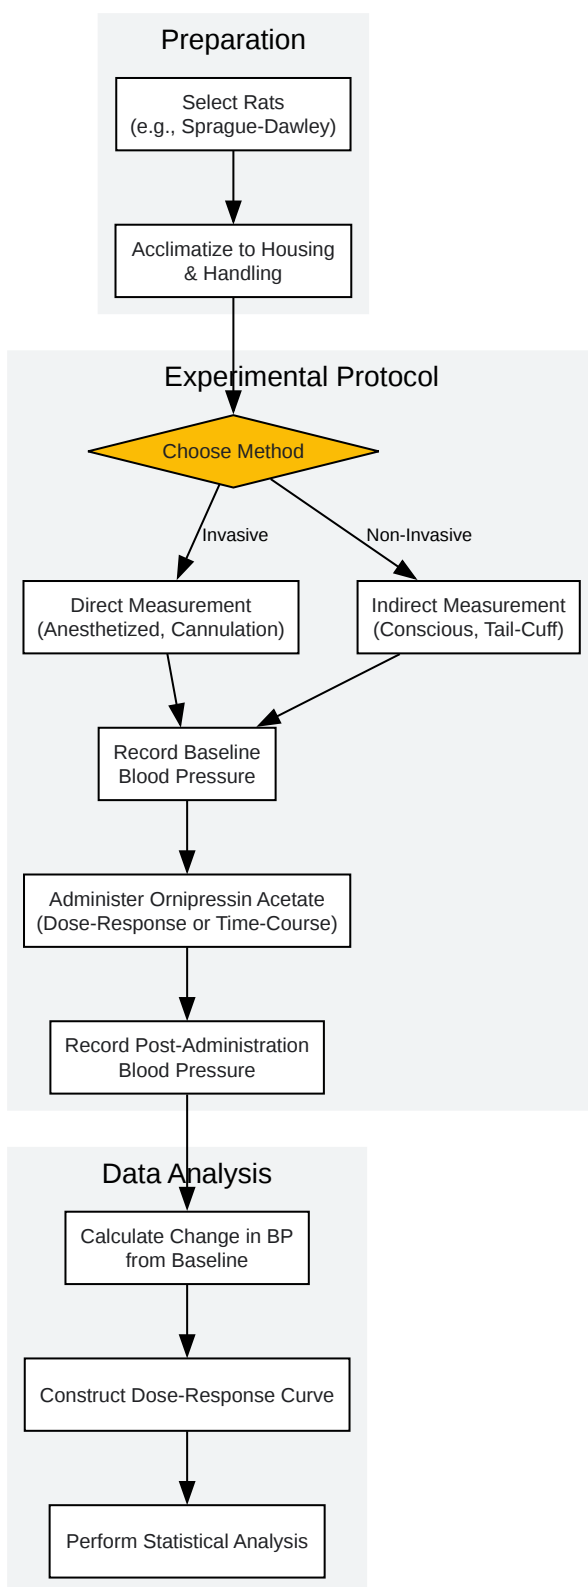 Preparation
Select Rats
(e.g., Sprague-Dawley)
Acclimatize to Housing
& Handling
Experimental Protocol
Choose Method
Invasive
Non-Invasive
Direct Measurement
(Anesthetized, Cannulation)
Indirect Measurement
(Conscious, Tail-Cuff)
Record Baseline
Blood Pressure
Administer Ornipressin Acetate
(Dose-Response or Time-Course)
Record Post-Administration
Blood Pressure
Data Analysis
Calculate Change in BP
from Baseline
Construct Dose-Response Curve
Perform Statistical Analysis